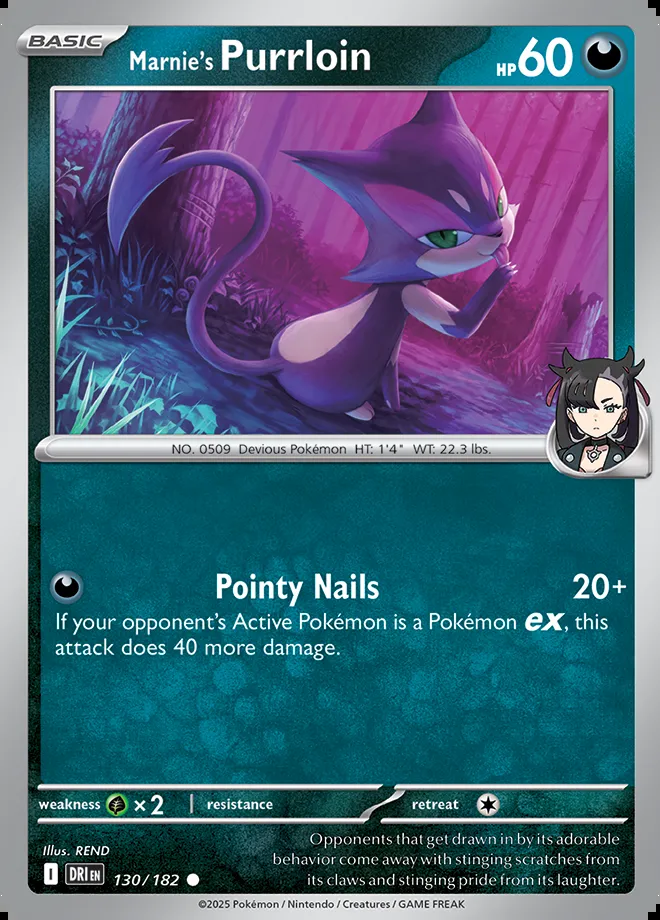 BASIC
Marnie's Purrloin
HP 60
NO. 0509 Devious Pokémon HT: 1'4" WT: 22.3 lbs.
Pointy Nails 20+
If your opponent's Active Pokémon is a Pokémon ex, this
attack does 40 more damage.
weakness ×2 | resistance
retreat
Illus. REND
Opponents that get drawn in by its adorable
behavior come away with stinging scratches from
its claws and stinging pride from its laughter.
I DRI EN 130/182
©2025 Pokémon / Nintendo / Creatures / GAME FREAK